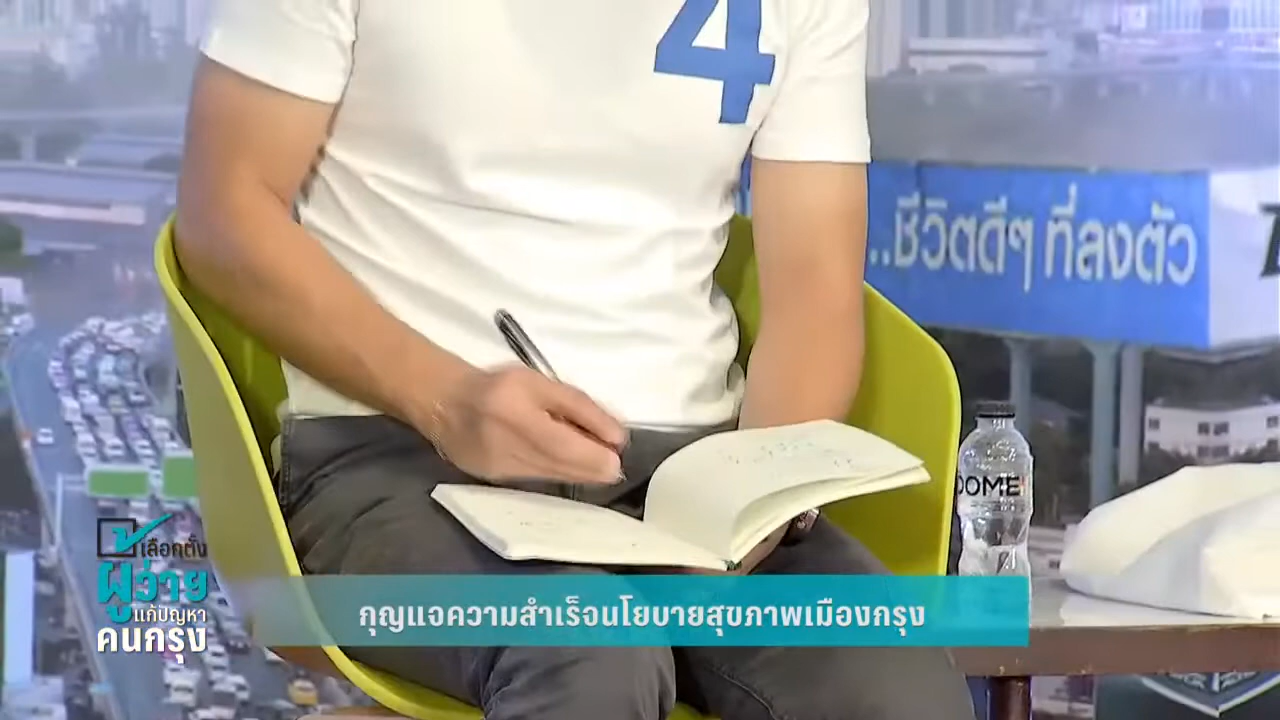 4
..ชีวิตดีๆ ที่ลงตัว
DOME
เลือกตั้ง
ผู้ว่าฯ
แก้ปัญหา
คนกรุง
กุญแจความสำเร็จนโยบายสุขภาพเมืองกรุง